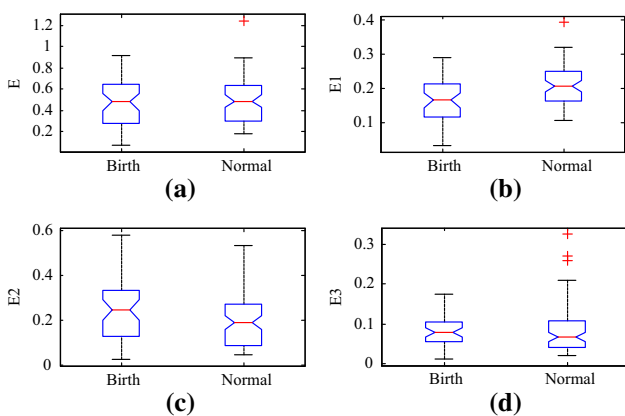 E
1.2
1
0.8
0.6
0.4
0.2
Birth
Normal
(a)
E1
0.4
0.3
0.2
0.1
Birth
Normal
(b)
E2
0.6
0.4
0.2
0
Birth
Normal
(c)
E3
0.3
0.2
0.1
0
Birth
Normal
(d)